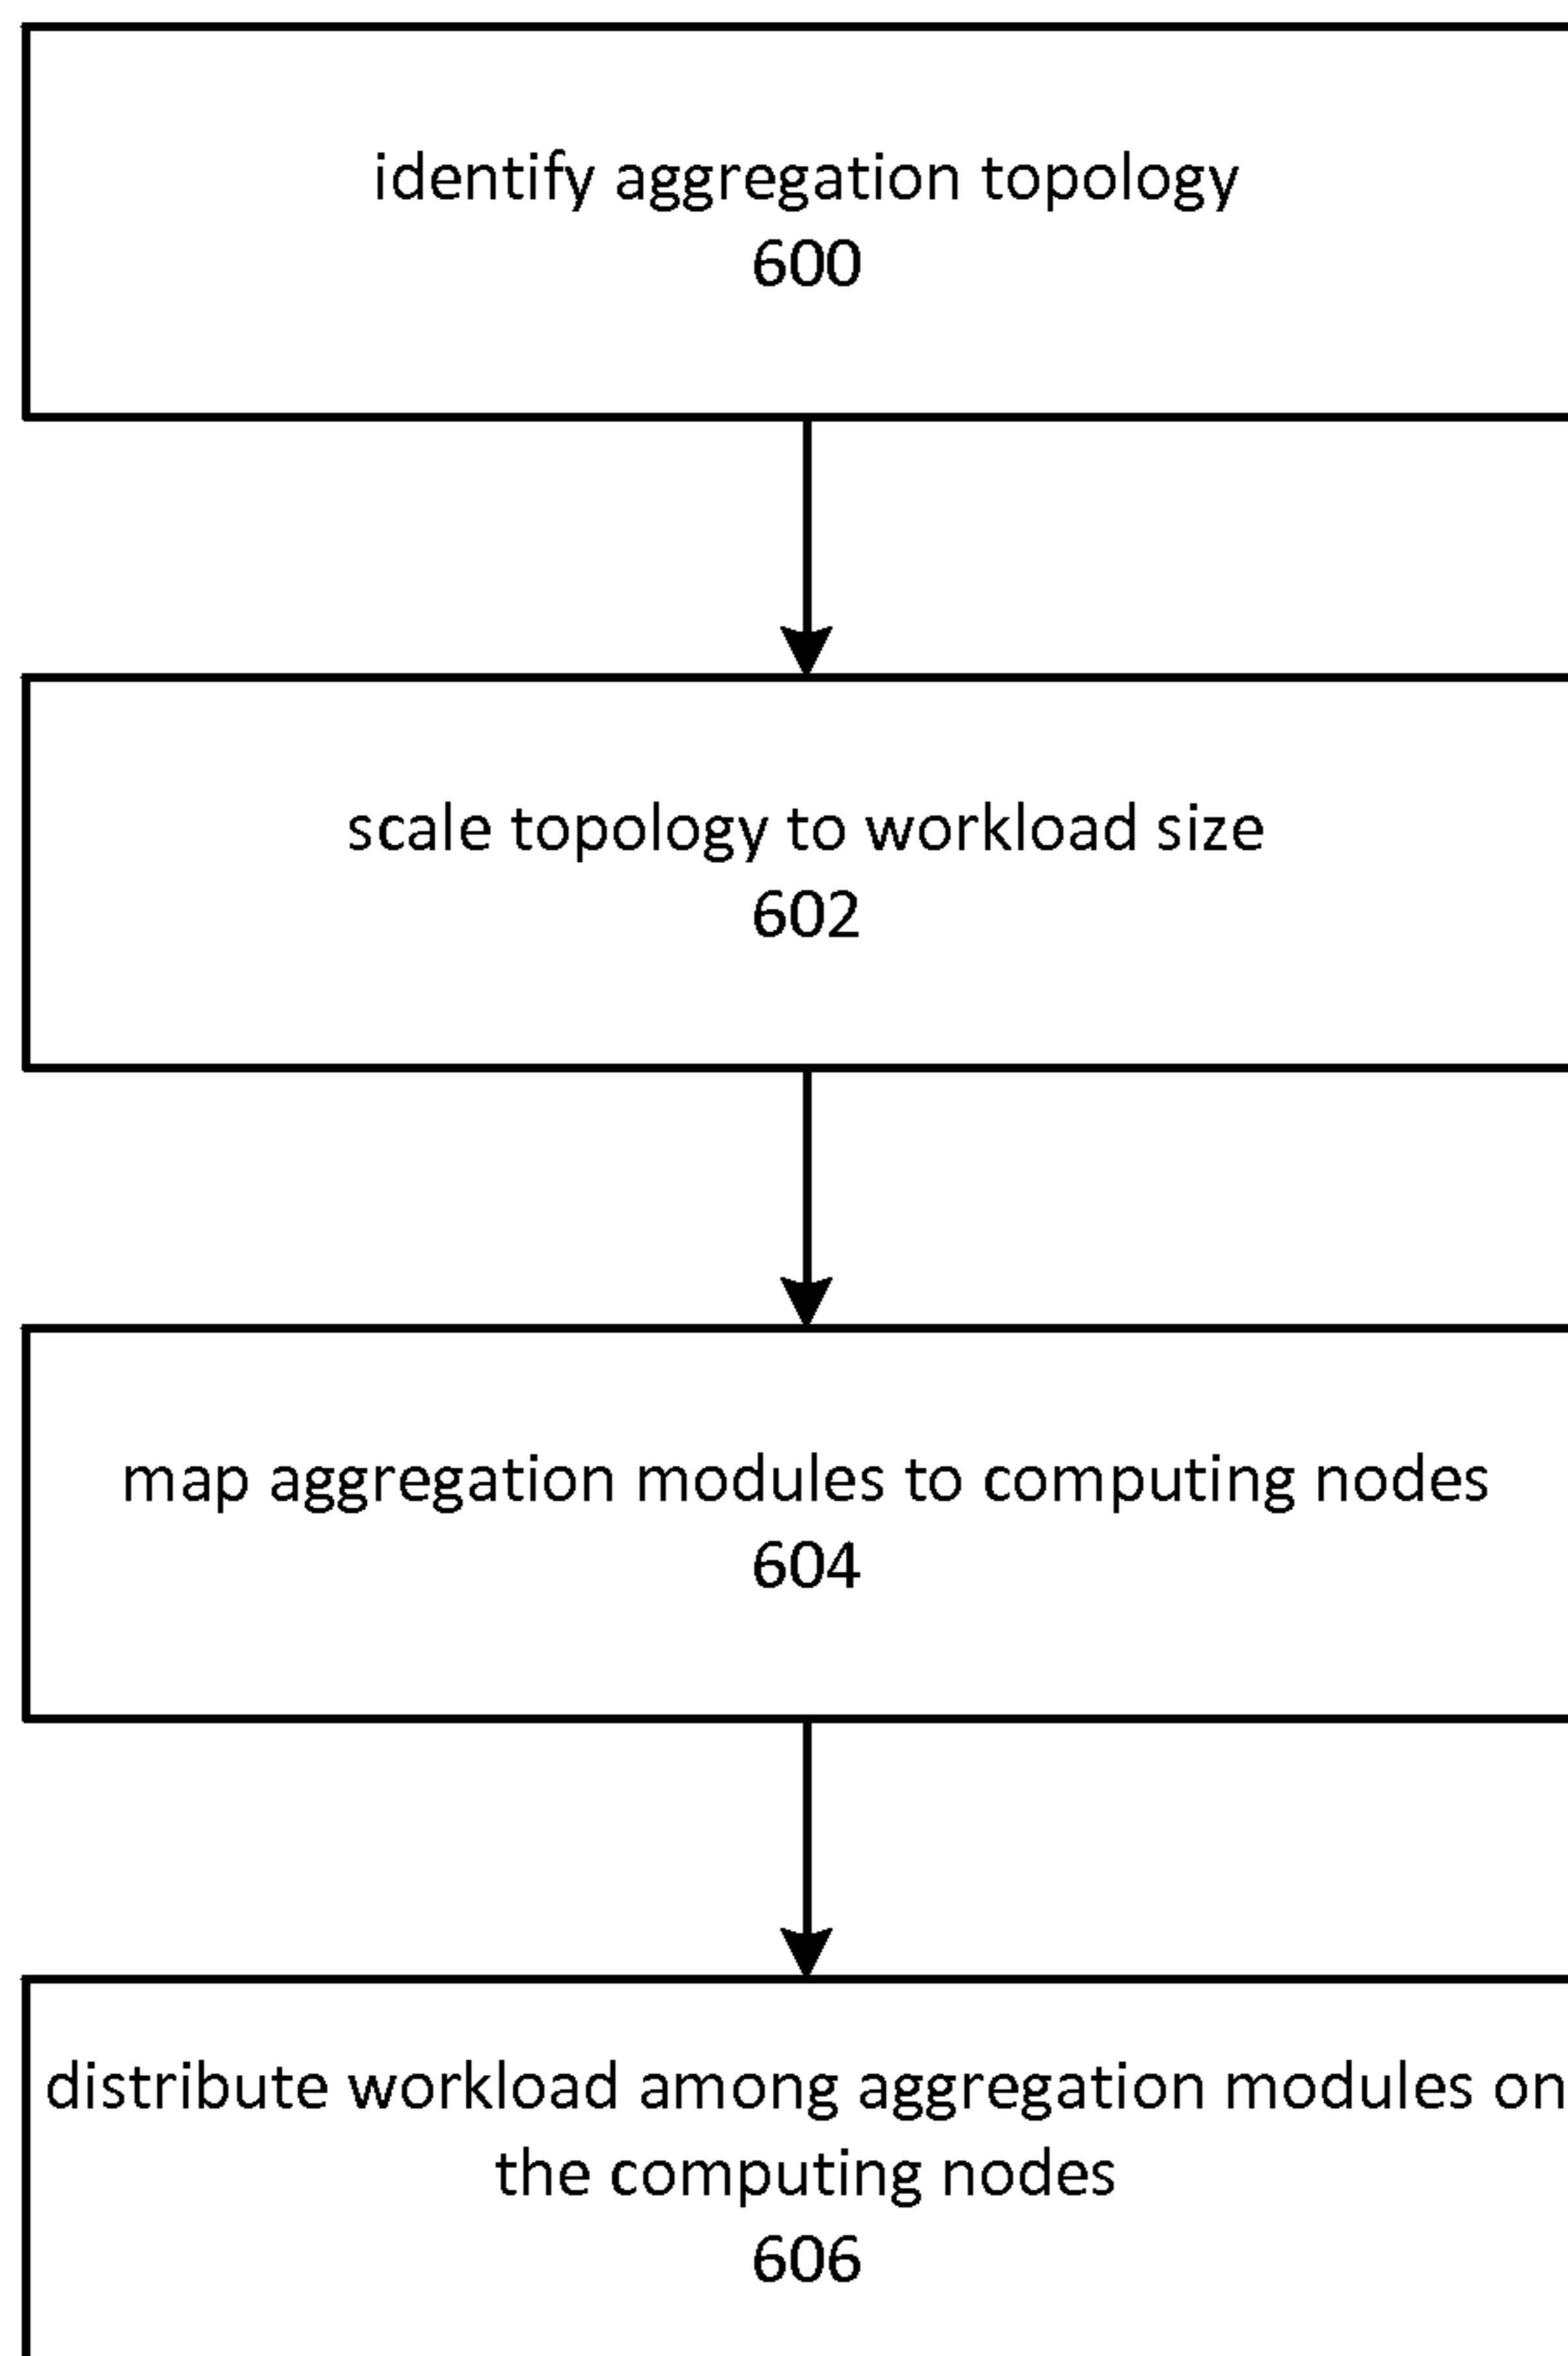 identify aggregation topology
600
scale topology to workload size
602
map aggregation modules to computing nodes
604
distribute workload among aggregation modules on
the computing nodes
606